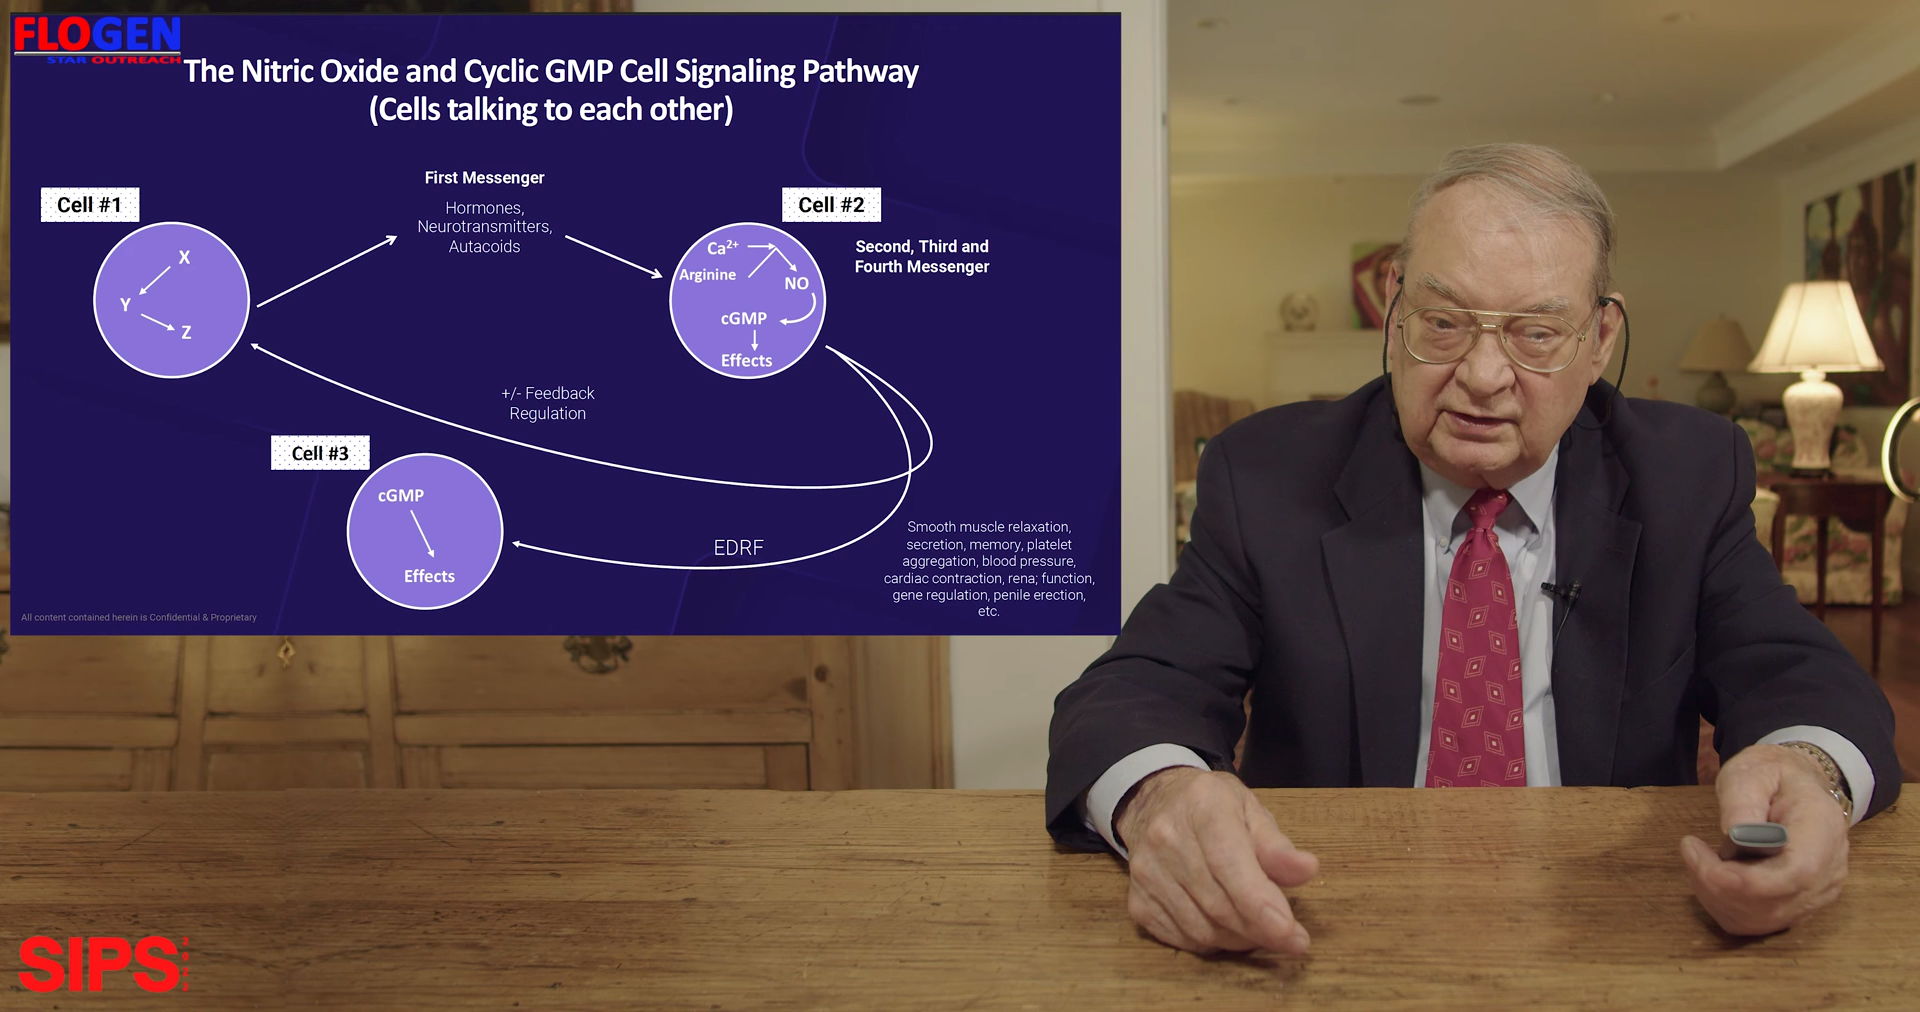 FLOGEN
STAR OUTREACH
The Nitric Oxide and Cyclic GMP Cell Signaling Pathway
(Cells talking to each other)
First Messenger
Hormones,
Neurotransmitters,
Autacoids
Cell #1
X
Y
Z
Cell #2
Ca2+
Arginine
NO
cGMP
Effects
Second, Third and
Fourth Messenger
+/- Feedback
Regulation
Cell #3
cGMP
Effects
EDRF
Smooth muscle relaxation,
secretion, memory, platelet
aggregation, blood pressure,
cardiac contraction, rena; function,
gene regulation, penile erection,
etc.
All content contained herein is Confidential & Proprietary
SIPS